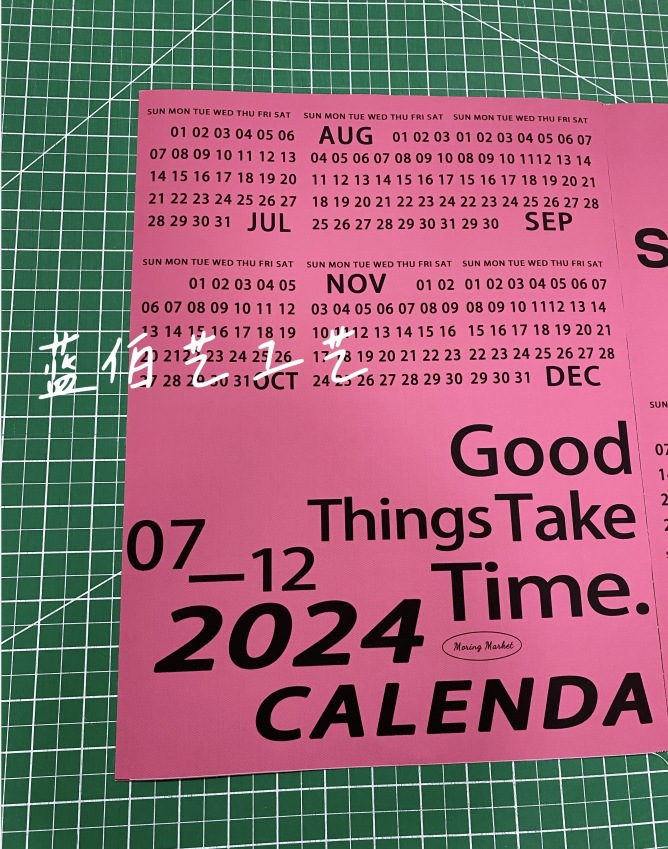 SUN MON TUE WED THU FRI SAT SUN MON TUE WED THU FRI SAT SUN MON TUE WED THU FRI SAT
01 02 03 04 05 06 AUG 01 02 03 01 02 03 04 05 06 07
07 08 09 10 11 12 13 04 05 06 07 08 09 10 08 09 10 11 12 13 14
14 15 16 17 18 19 20 11 12 13 14 15 16 17 15 16 17 18 19 20 21
21 22 23 24 25 26 27 18 19 20 21 22 23 24 22 23 24 25 26 27 28
28 29 30 31 JUL 25 26 27 28 29 30 31 29 30 SEP
SUN MON TUE WED THU FRI SAT SUN MON TUE WED THU FRI SAT SUN MON TUE WED THU FRI SAT
01 02 03 04 05 NOV 01 02 01 02 03 04 05 06 07
06 07 08 09 10 11 12 03 04 05 06 07 08 09 08 09 10 11 12 13 14
13 14 15 16 17 18 19 10 11 12 13 14 15 16 15 16 17 18 19 20 21
20 21 22 23 24 25 26 17 18 19 20 21 22 23 22 23 24 25 26 27 28
27 28 29 30 31 OCT 24 25 26 27 28 29 30 29 30 31 DEC
蓝伯艺工艺
Good
Things Take
Time.
07—12
2024
Moring Market
CALENDA
S
SUN
07